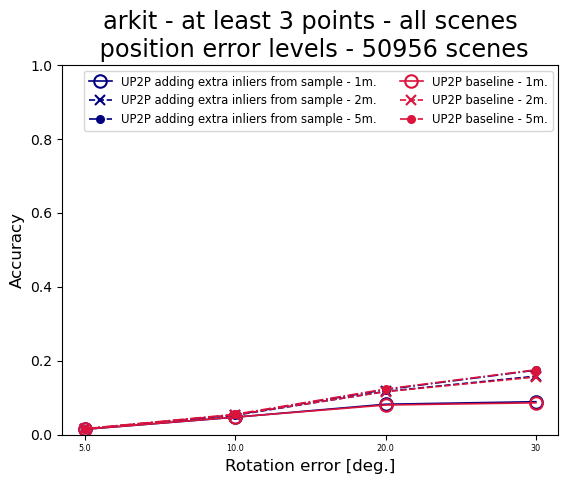 arkit - at least 3 points - all scenes
position error levels - 50956 scenes
UP2P adding extra inliers from sample - 1m.
UP2P adding extra inliers from sample - 2m.
UP2P adding extra inliers from sample - 5m.
UP2P baseline - 1m.
UP2P baseline - 2m.
UP2P baseline - 5m.
Accuracy
1.0
0.8
0.6
0.4
0.2
0.0
5.0 10.0 20.0 30
Rotation error [deg.]